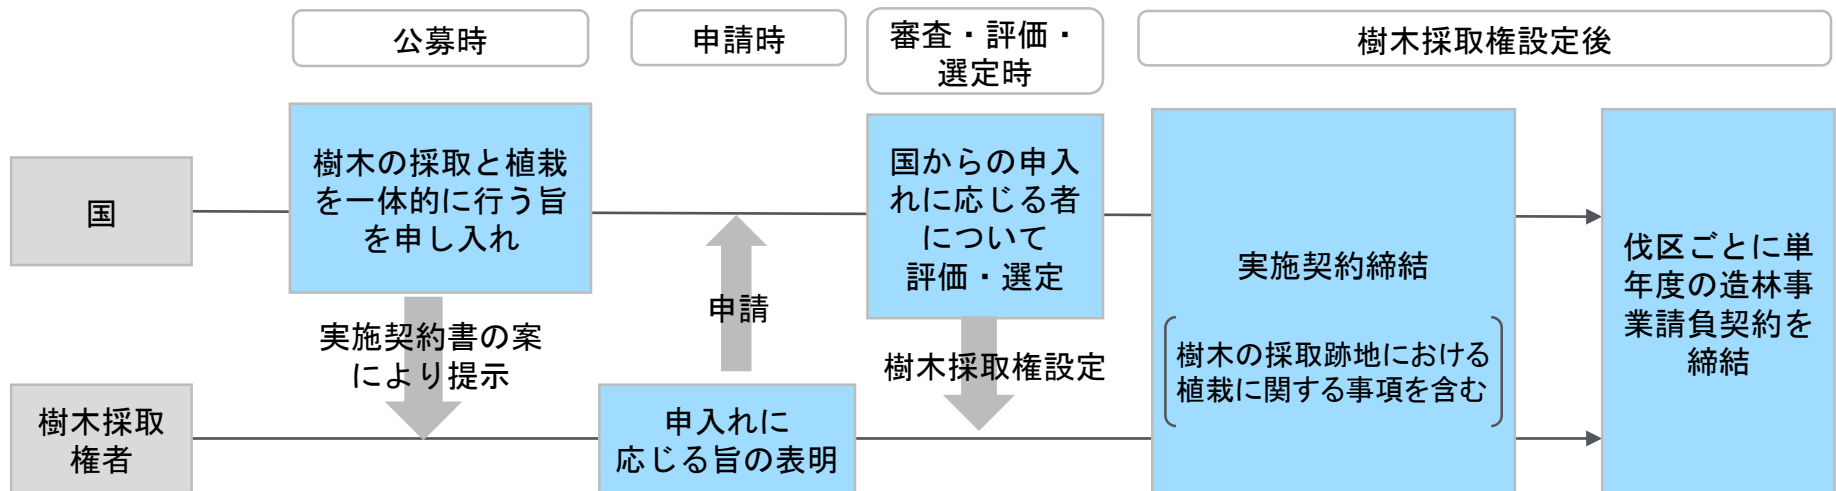 公募時
申請時
審査・評価・
選定時
樹木採取権設定後
国
樹木の採取と植栽
を一体的に行う旨
を申し入れ
国からの申入
れに応じる者
について
評価・選定
実施契約締結
樹木の採取跡地における
植栽に関する事項を含む
伐区ごとに単
年度の造林事
業請負契約を
締結
実施契約書の案
により提示
申請
樹木採取権設定
樹木採取
権者
申入れに
応じる旨の表明